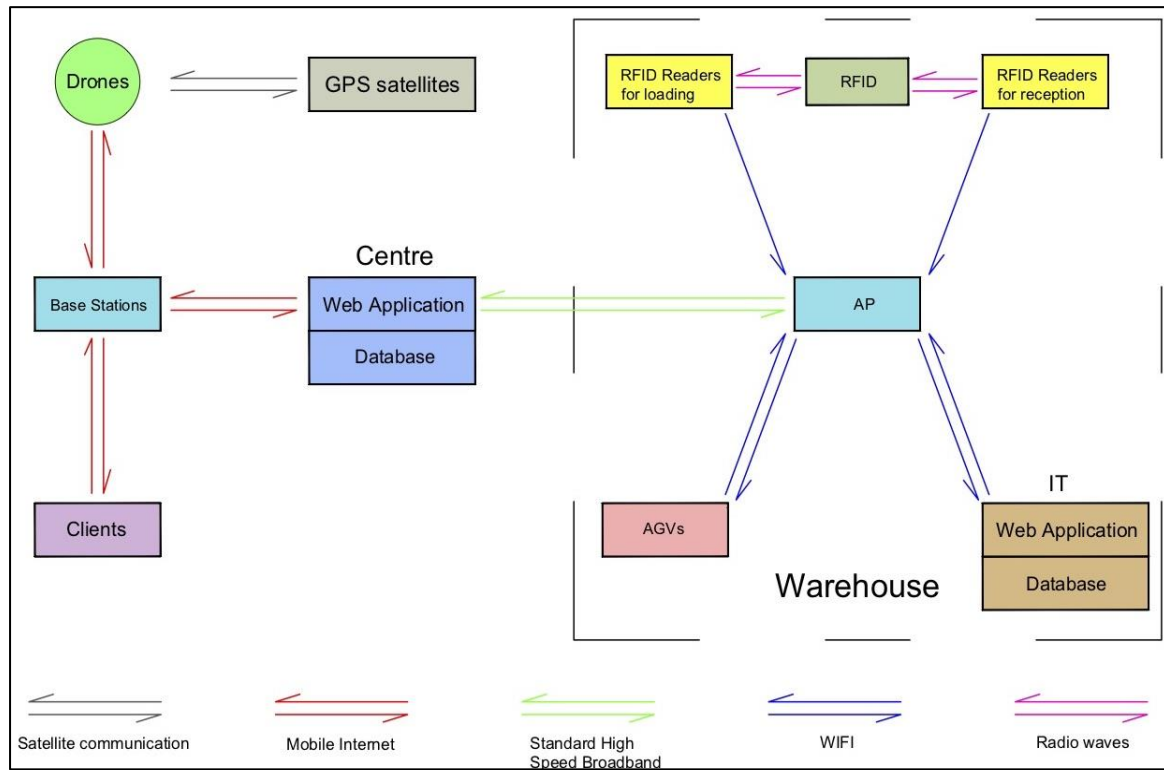 Drones
GPS satellites
RFID Readers
for loading
RFID
RFID Readers
for reception
Centre
Base Stations
Web Application
Database
AP
Clients
AGVs
IT
Web Application
Database
Warehouse
Satellite communication
Mobile Internet
Standard High
Speed Broadband
WIFI
Radio waves